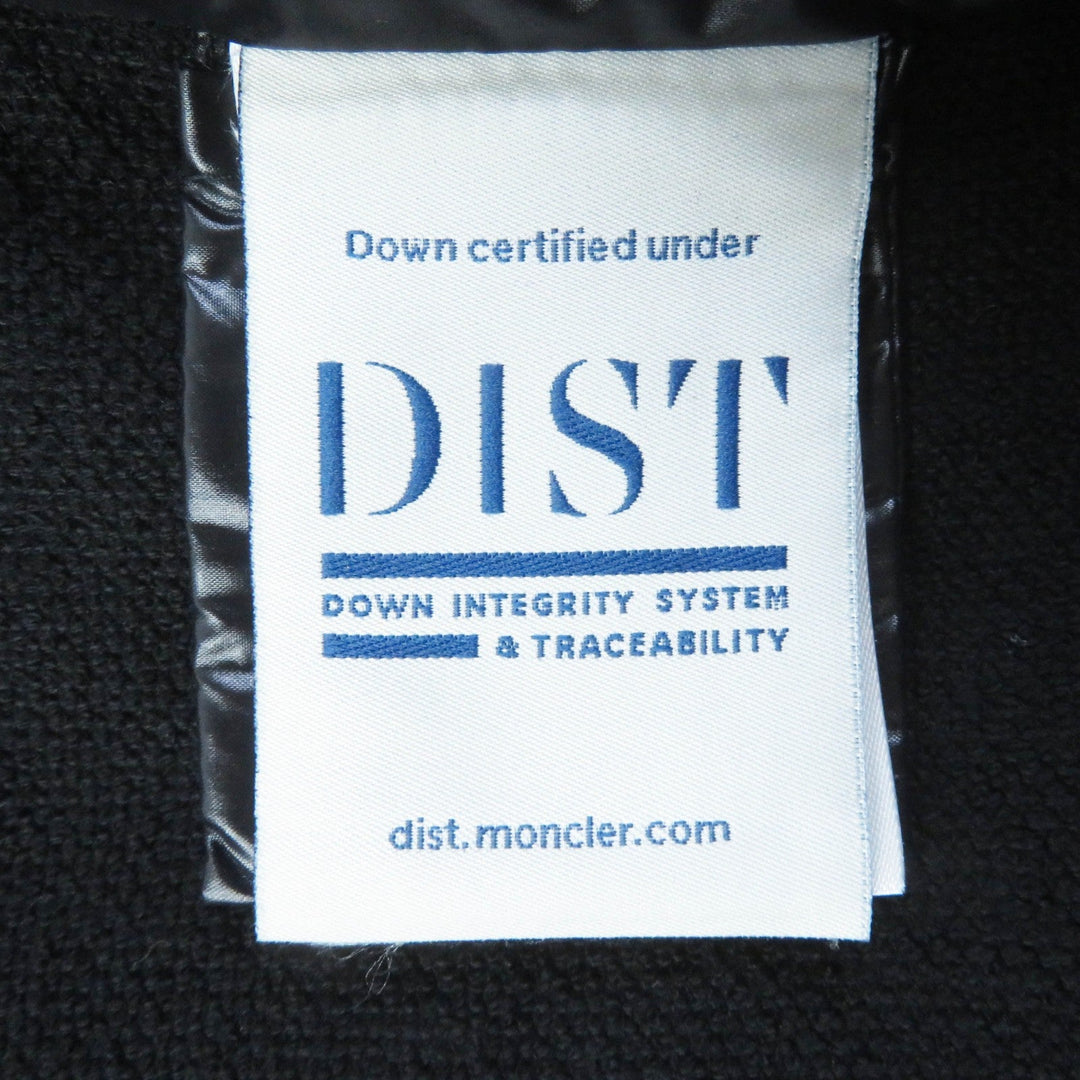 Down certified under
DIST
DOWN INTEGRITY SYSTEM
& TRACEABILITY
dist.moncler.com